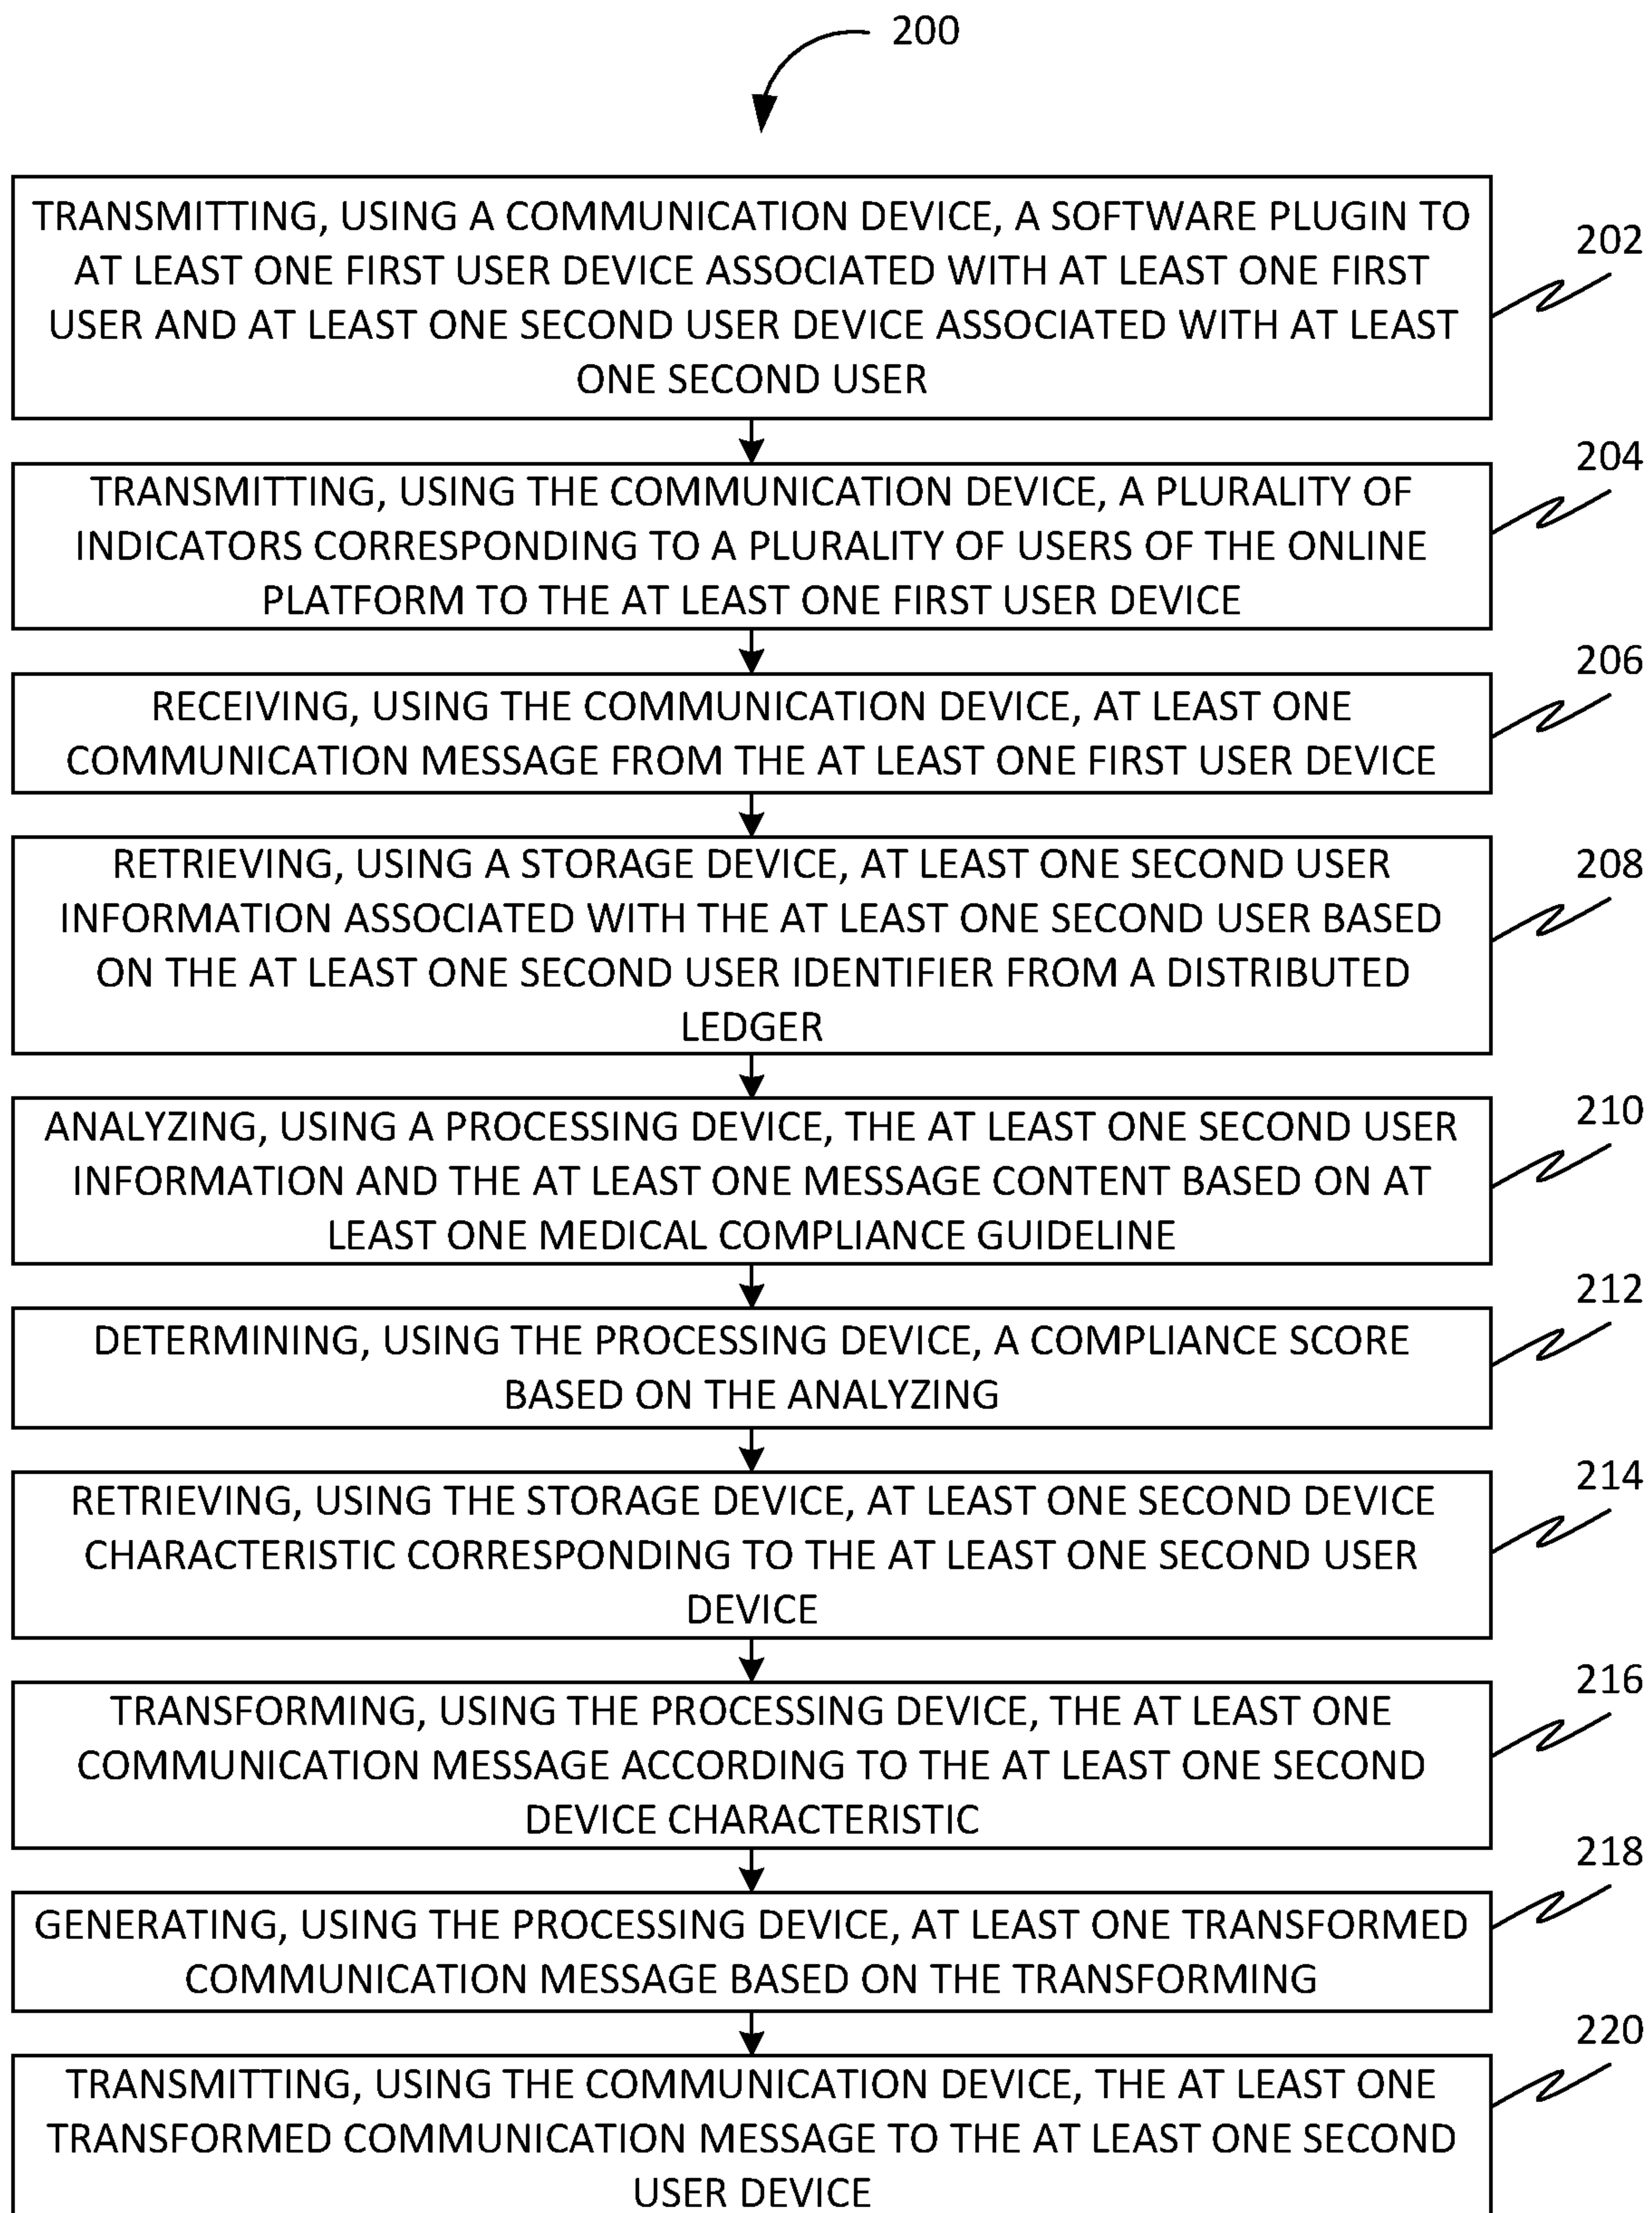 200
TRANSMITTING, USING A COMMUNICATION DEVICE, A SOFTWARE PLUGIN TO
AT LEAST ONE FIRST USER DEVICE ASSOCIATED WITH AT LEAST ONE FIRST
USER AND AT LEAST ONE SECOND USER DEVICE ASSOCIATED WITH AT LEAST
ONE SECOND USER
202
TRANSMITTING, USING THE COMMUNICATION DEVICE, A PLURALITY OF
INDICATORS CORRESPONDING TO A PLURALITY OF USERS OF THE ONLINE
PLATFORM TO THE AT LEAST ONE FIRST USER DEVICE
204
RECEIVING, USING THE COMMUNICATION DEVICE, AT LEAST ONE
COMMUNICATION MESSAGE FROM THE AT LEAST ONE FIRST USER DEVICE
206
RETRIEVING, USING A STORAGE DEVICE, AT LEAST ONE SECOND USER
INFORMATION ASSOCIATED WITH THE AT LEAST ONE SECOND USER BASED
ON THE AT LEAST ONE SECOND USER IDENTIFIER FROM A DISTRIBUTED
LEDGER
208
ANALYZING, USING A PROCESSING DEVICE, THE AT LEAST ONE SECOND USER
INFORMATION AND THE AT LEAST ONE MESSAGE CONTENT BASED ON AT
LEAST ONE MEDICAL COMPLIANCE GUIDELINE
210
DETERMINING, USING THE PROCESSING DEVICE, A COMPLIANCE SCORE
BASED ON THE ANALYZING
212
RETRIEVING, USING THE STORAGE DEVICE, AT LEAST ONE SECOND DEVICE
CHARACTERISTIC CORRESPONDING TO THE AT LEAST ONE SECOND USER
DEVICE
214
TRANSFORMING, USING THE PROCESSING DEVICE, THE AT LEAST ONE
COMMUNICATION MESSAGE ACCORDING TO THE AT LEAST ONE SECOND
DEVICE CHARACTERISTIC
216
GENERATING, USING THE PROCESSING DEVICE, AT LEAST ONE TRANSFORMED
COMMUNICATION MESSAGE BASED ON THE TRANSFORMING
218
TRANSMITTING, USING THE COMMUNICATION DEVICE, THE AT LEAST ONE
TRANSFORMED COMMUNICATION MESSAGE TO THE AT LEAST ONE SECOND
USER DEVICE
220